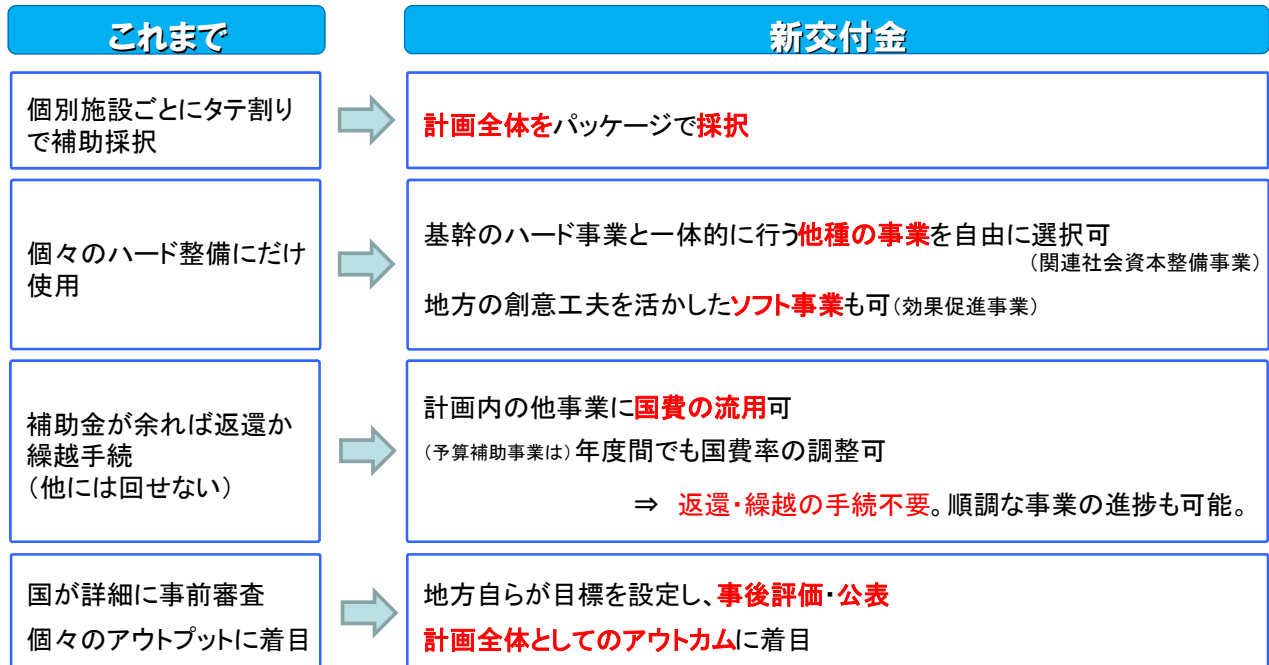 これまで
新交付金
個別施設ごとにタテ割り
で補助採択
計画全体をパッケージで採択
個々のハード整備にだけ
使用
基幹のハード事業と一体的に行う他種の事業を自由に選択可
（関連社会資本整備事業）
地方の創意工夫を活かしたソフト事業も可（効果促進事業）
補助金が余れば返還か
繰越手続
（他には回せない）
計画内の他事業に国費の流用可
（予算補助事業は）年度間でも国費率の調整可
⇒ 返還・繰越の手続不要。順調な事業の進捗も可能。
国が詳細に事前審査
個々のアウトプットに着目
地方自らが目標を設定し、事後評価・公表
計画全体としてのアウトカムに着目